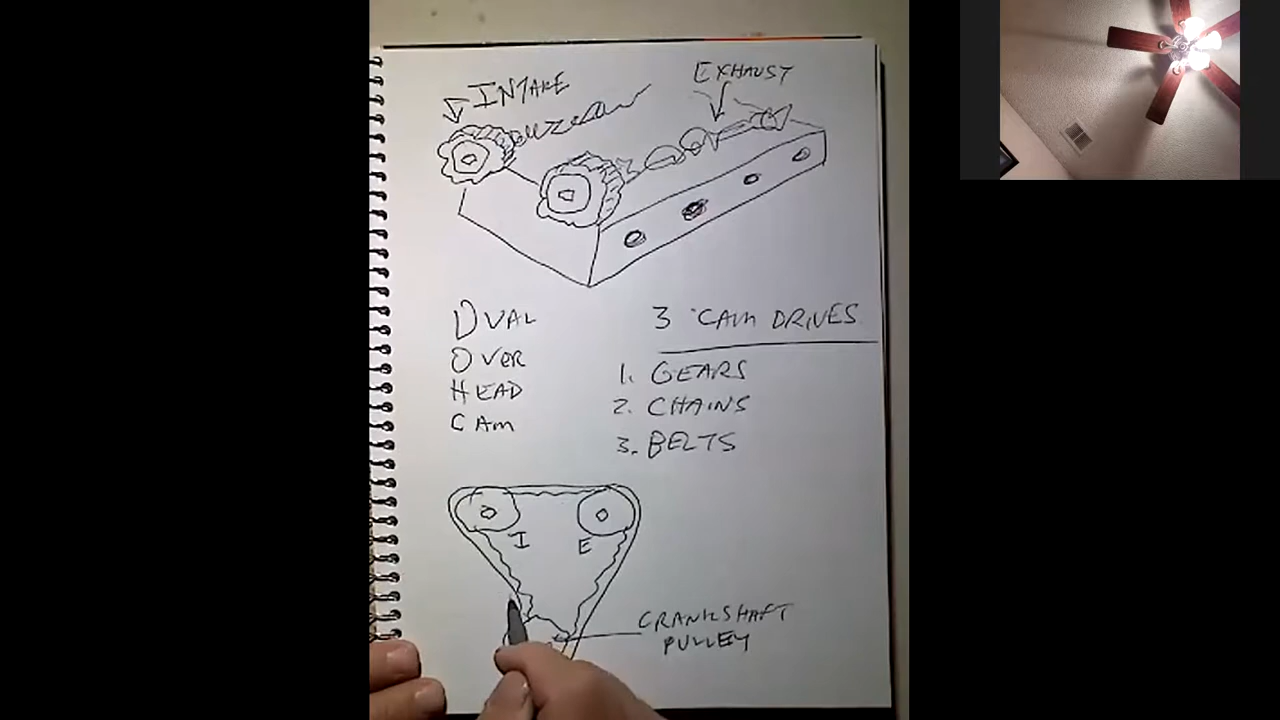 INTAKE
EXHAUST
DUAL
OVER
HEAD
CAM
3 CAM DRIVES
1. GEARS
2. CHAINS
3. BELTS
I E
CRANKSHAFT
PULLEY